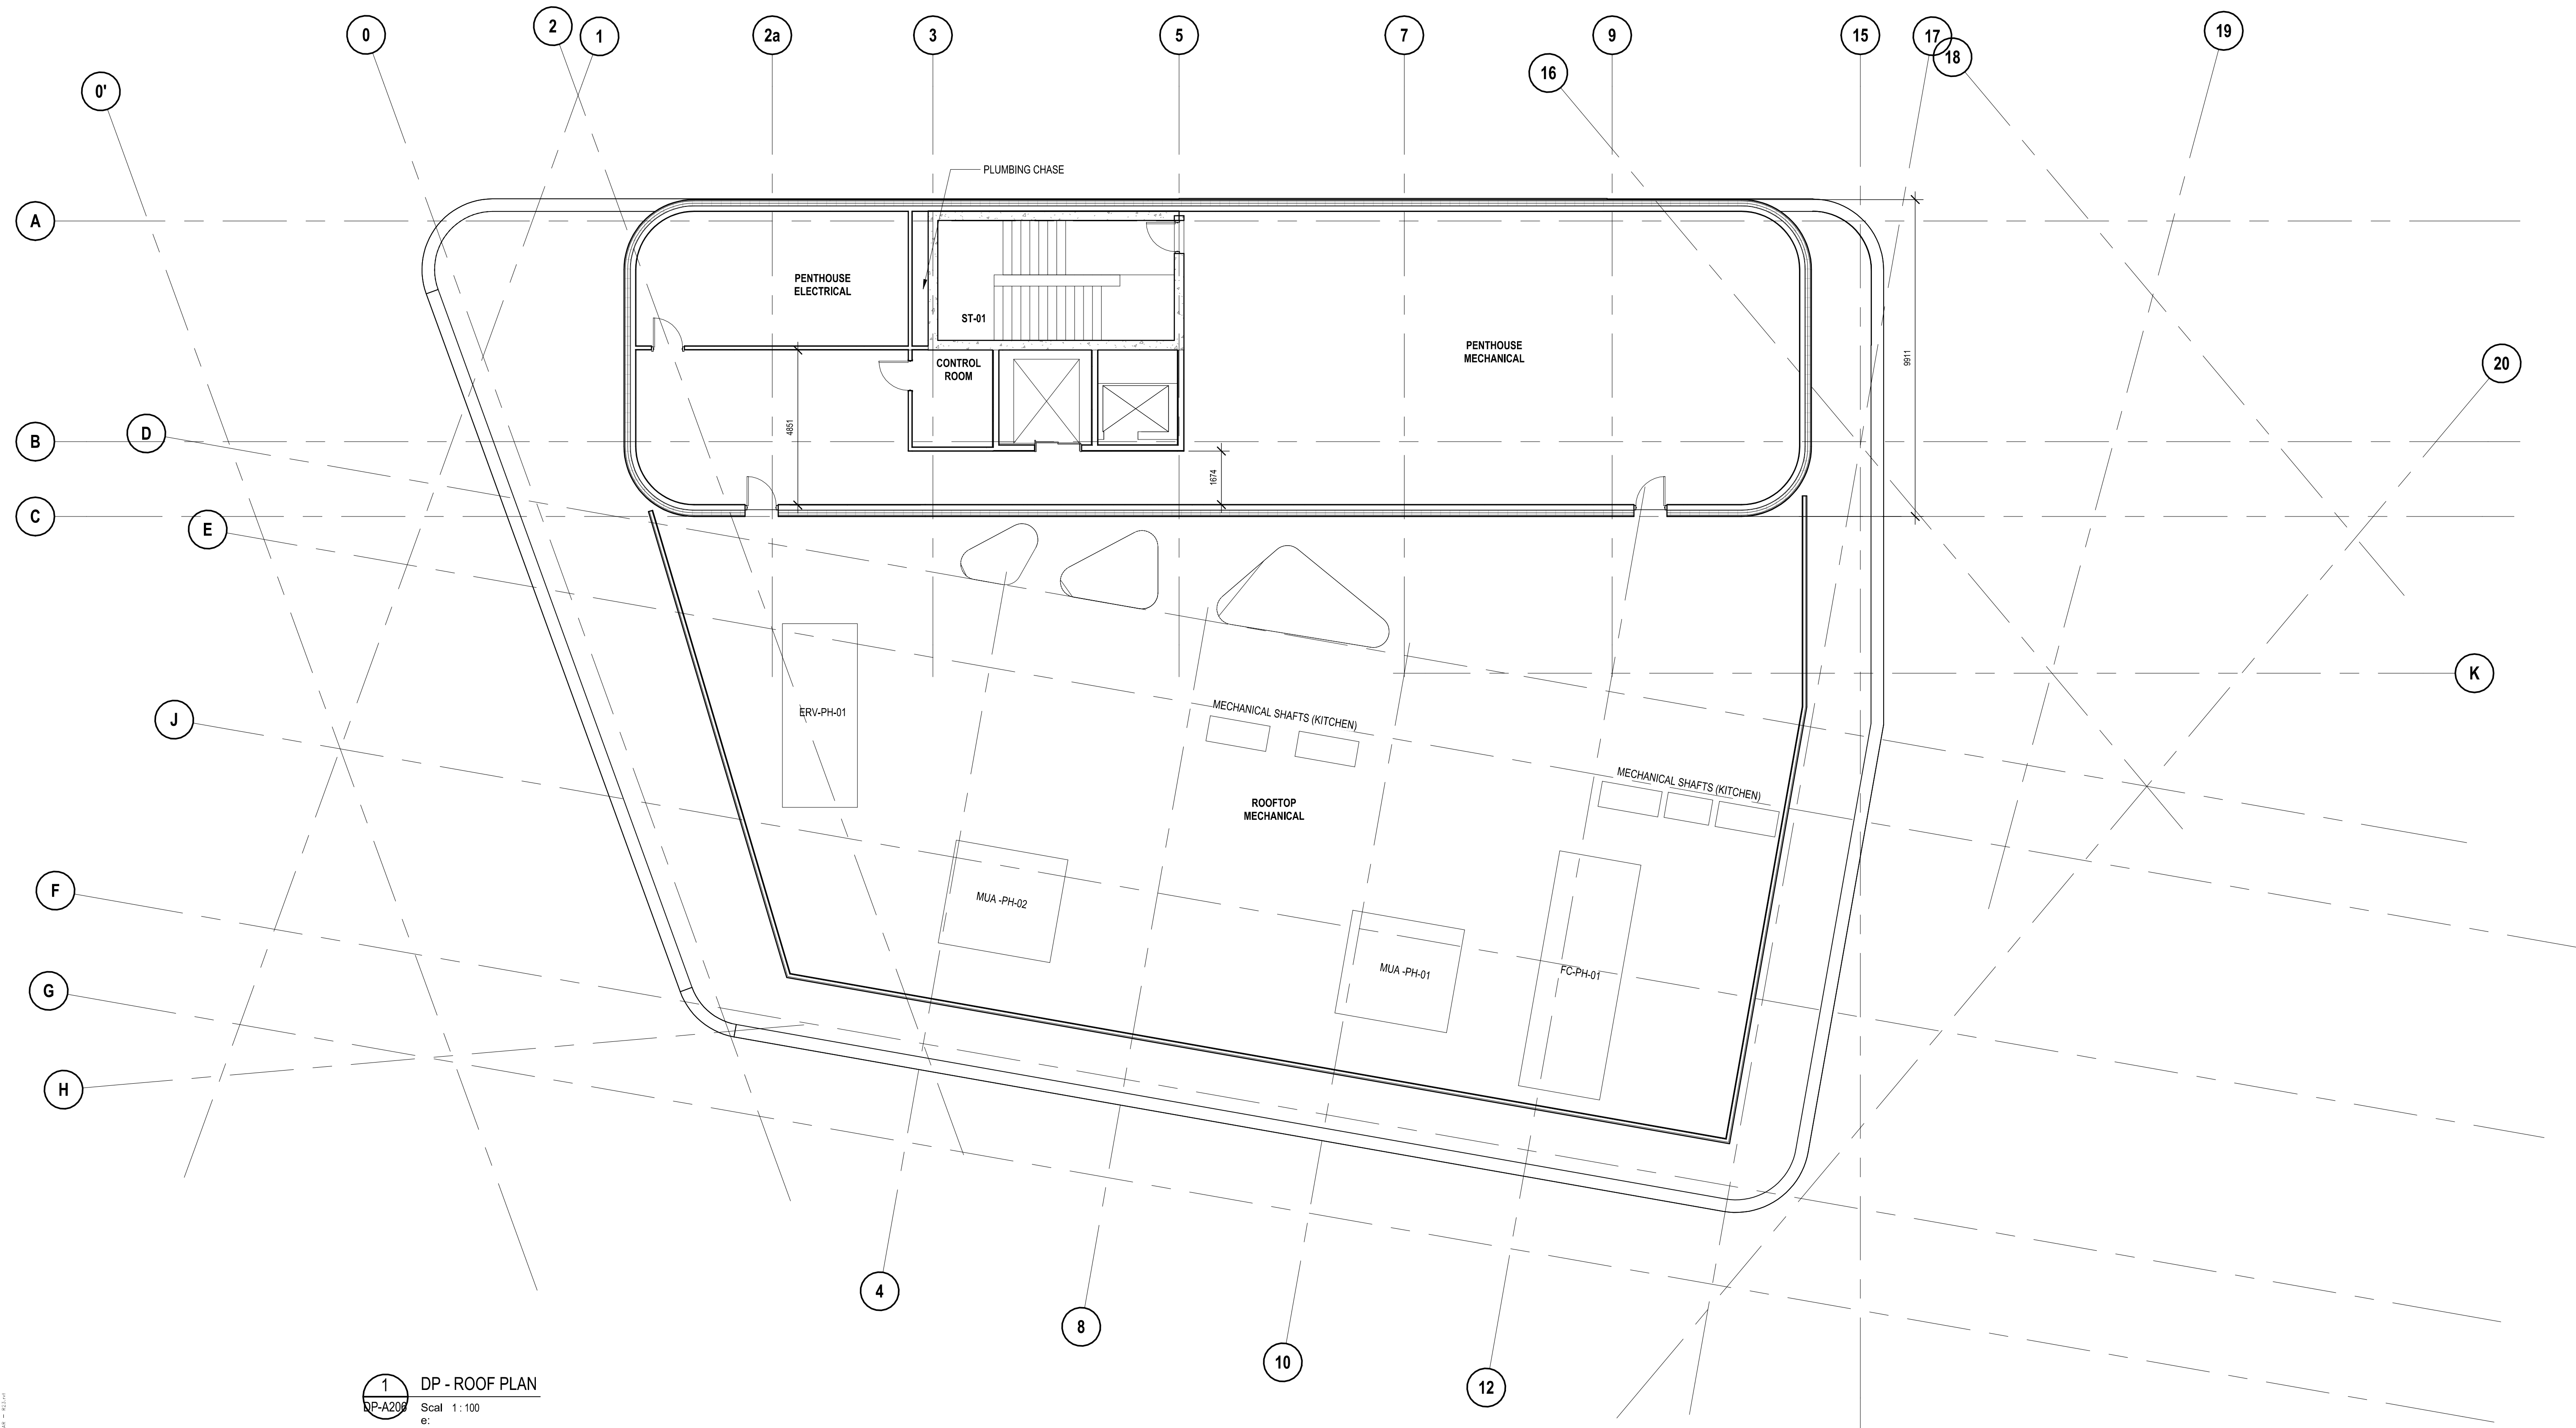 0
2
1
2a
3
5
7
9
15
17
18
19
16
0'
PLUMBING CHASE
A
PENTHOUSE
ELECTRICAL
ST-01
PENTHOUSE
MECHANICAL
9911
CONTROL
ROOM
20
4851
B
D
1674
C
E
K
J
ERV-PH-01
MECHANICAL SHAFTS (KITCHEN)
MECHANICAL SHAFTS (KITCHEN)
ROOFTOP
MECHANICAL
F
MUA -PH-02
MUA -PH-01
FC-PH-01
G
H
4
8
10
12
1
DP - ROOF PLAN
DP-A206
Scal 1 : 100
e: